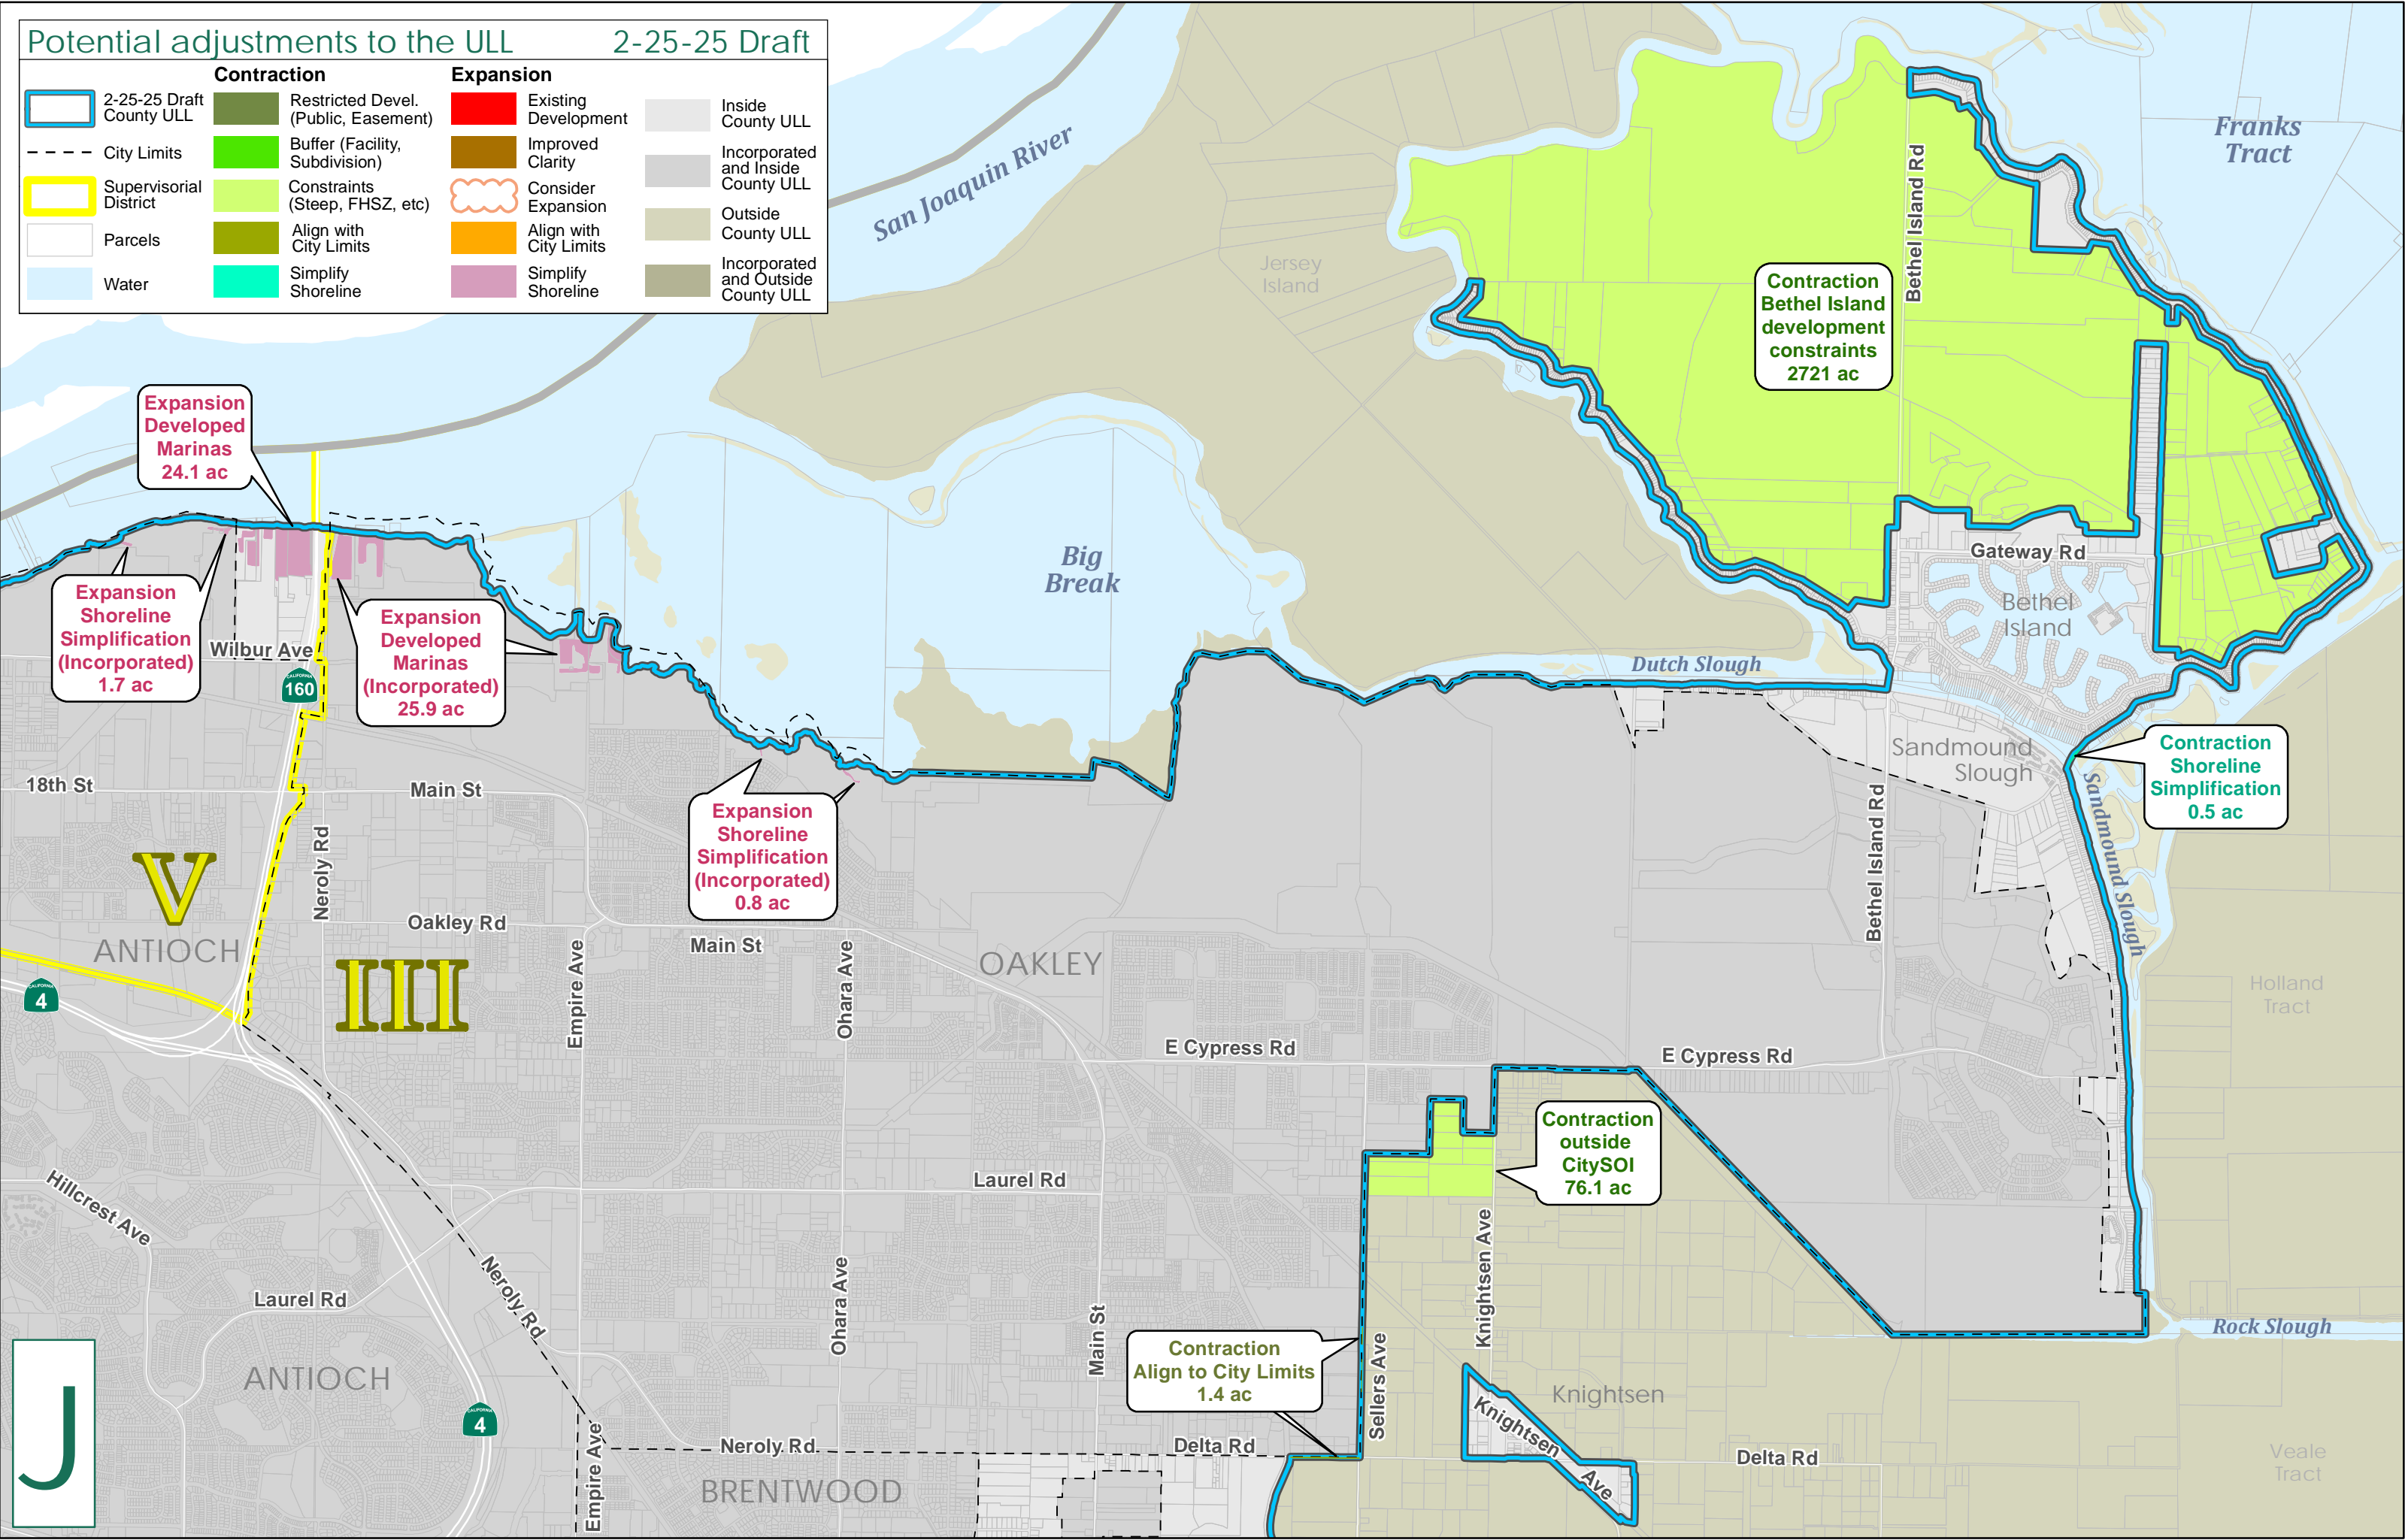 Potential adjustments to the ULL 2-25-25 Draft
2-25-25 Draft
County ULL
City Limits
Supervisorial
District
Parcels
Water
Contraction
Restricted Devel.
(Public, Easement)
Buffer (Facility,
Subdivision)
Constraints
(Steep, FHSZ, etc)
Align with
City Limits
Simplify
Shoreline
Expansion
Existing
Development
Improved
Clarity
Consider
Expansion
Align with
City Limits
Simplify
Shoreline
Inside
County ULL
Incorporated
and Inside
County ULL
Outside
County ULL
Incorporated
and Outside
County ULL
San Joaquin River
Jersey
Island
Franks
Tract
Bethel Island Rd
Contraction
Bethel Island
development
constraints
2721 ac
Expansion
Developed
Marinas
24.1 ac
Big
Break
Gateway Rd
Bethel
Island
Expansion
Shoreline
Simplification
(Incorporated)
1.7 ac
Wilbur Ave
CALIFORNIA
160
Expansion
Developed
Marinas
(Incorporated)
25.9 ac
Dutch Slough
Sandmound
Slough
Contraction
Shoreline
Simplification
0.5 ac
Sandmound Slough
18th St
Main St
Expansion
Shoreline
Simplification
(Incorporated)
0.8 ac
Bethel Island Rd
V
Neroly Rd
ANTIOCH
III
Oakley Rd
Main St
Empire Ave
Ohara Ave
OAKLEY
Holland
Tract
CALIFORNIA
4
E Cypress Rd
E Cypress Rd
Contraction
outside
CitySOI
76.1 ac
Laurel Rd
Hillcrest Ave
Knightsen Ave
Neroly Rd
Laurel Rd
Ohara Ave
Main St
Rock Slough
Contraction
Align to City Limits
1.4 ac
Sellers Ave
Knightsen
ANTIOCH
CALIFORNIA
4
Knightsen
Ave
Empire Ave
Neroly Rd
Delta Rd
Delta Rd
Veale
Tract
BRENTWOOD
J